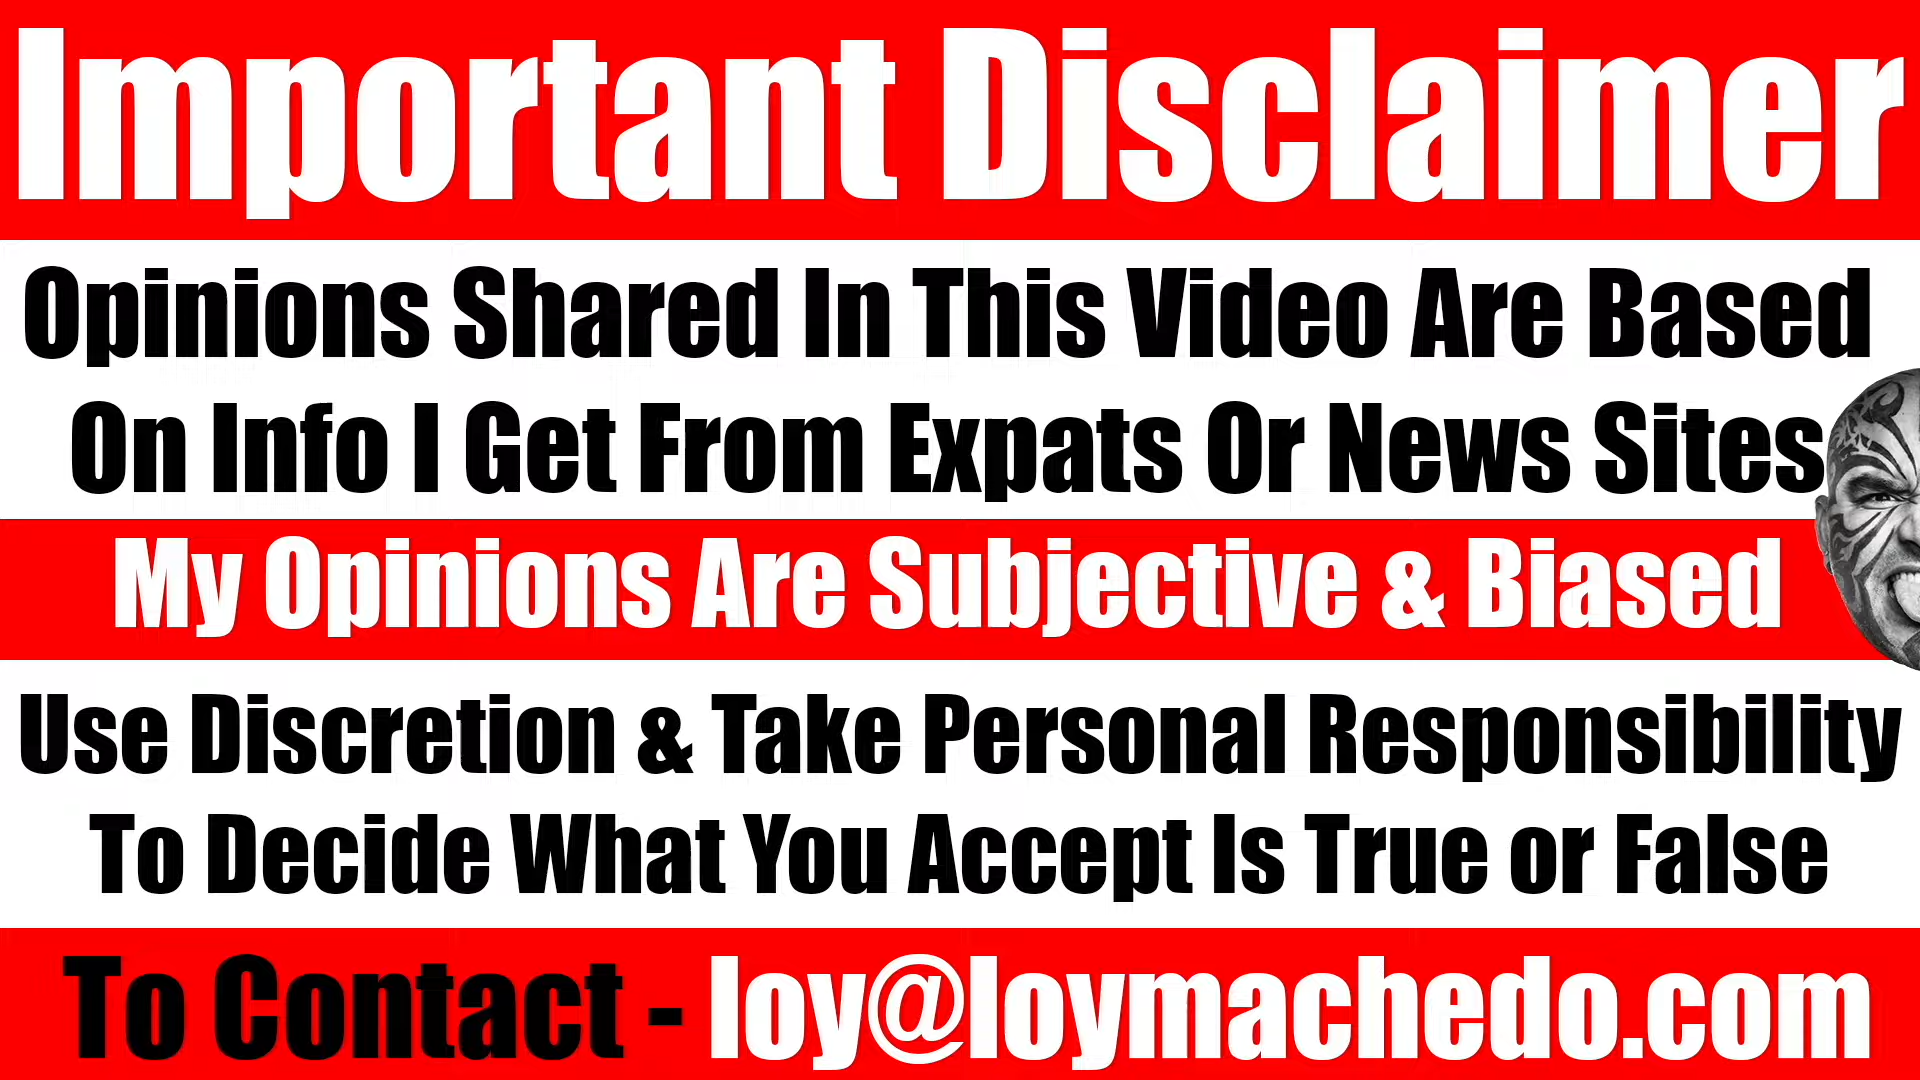 Important Disclaimer
Opinions Shared In This Video Are Based
On Info I Get From Expats Or News Sites
My Opinions Are Subjective & Biased
Use Discretion & Take Personal Responsibility
To Decide What You Accept Is True or False
To Contact - loy@loymachedo.com